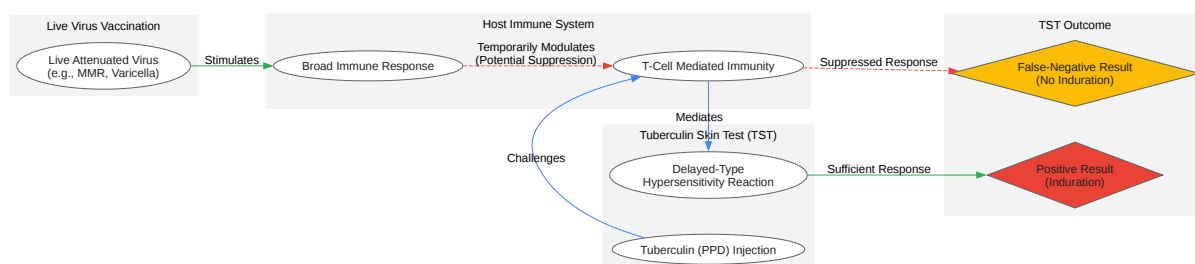 Live Virus Vaccination
Live Attenuated Virus
(e.g., MMR, Varicella)
Stimulates
Host Immune System
Broad Immune Response
Temporarily Modulates
(Potential Suppression)
T-Cell Mediated Immunity
Suppressed Response
TST Outcome
False-Negative Result
(No Induration)
Mediates
Tuberculin Skin Test (TST)
Challenges
Delayed-Type
Hypersensitivity Reaction
Sufficient Response
Positive Result
(Induration)
Tuberculin (PPD) Injection